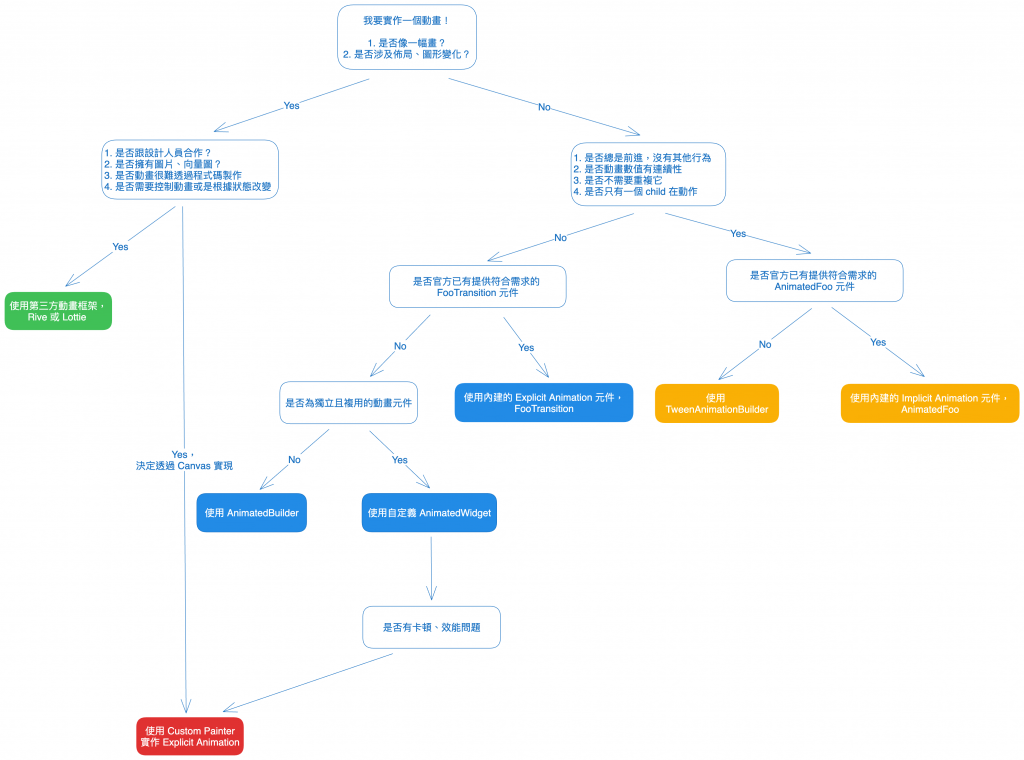 我要實作一個動畫！
1. 是否像一幅畫？
2. 是否涉及佈局、圖形變化？
Yes
No
1. 是否跟設計人員合作？
2. 是否擁有圖片、向量圖？
3. 是否動畫很難透過程式碼製作
4. 是否需要控制動畫或是根據狀態改變
1. 是否總是前進，沒有其他行為
2. 是否動畫數值有連續性
3. 是否不需要重複它
4. 是否只有一個 child 在動作
Yes
No
Yes
使用第三方動畫框架，
Rive 或 Lottie
是否官方已有提供符合需求的
FooTransition 元件
是否官方已有提供符合需求的
AnimatedFoo 元件
No
Yes
No
Yes
是否為獨立且複用的動畫元件
使用內建的 Explicit Animation 元件，
FooTransition
使用
TweenAnimationBuilder
使用內建的 Implicit Animation 元件，
AnimatedFoo
Yes，
決定透過 Canvas 實現
No
Yes
使用 AnimatedBuilder
使用自定義 AnimatedWidget
是否有卡頓、效能問題
使用 Custom Painter
實作 Explicit Animation